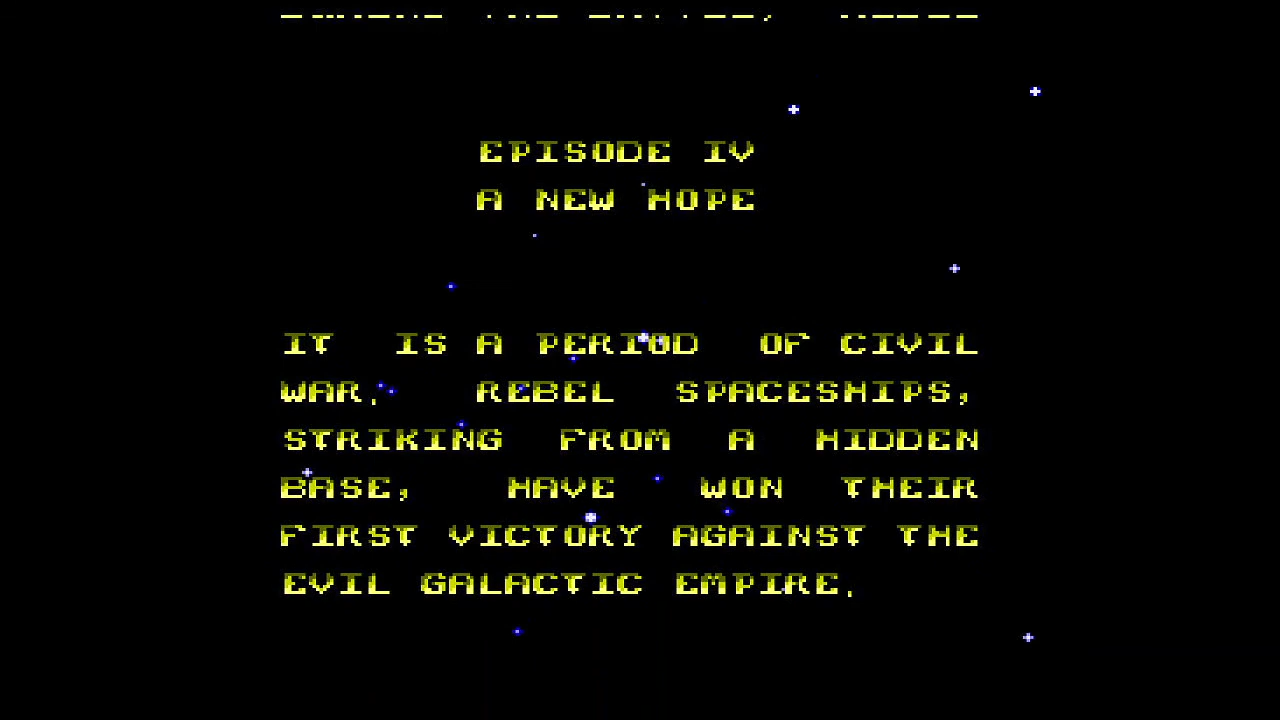 EPISODE IV
A NEW HOPE
IT IS A PERIOD OF CIVIL
WAR. REBEL SPACESHIPS,
STRIKING FROM A HIDDEN
BASE, HAVE WON THEIR
FIRST VICTORY AGAINST THE
EVIL GALACTIC EMPIRE.